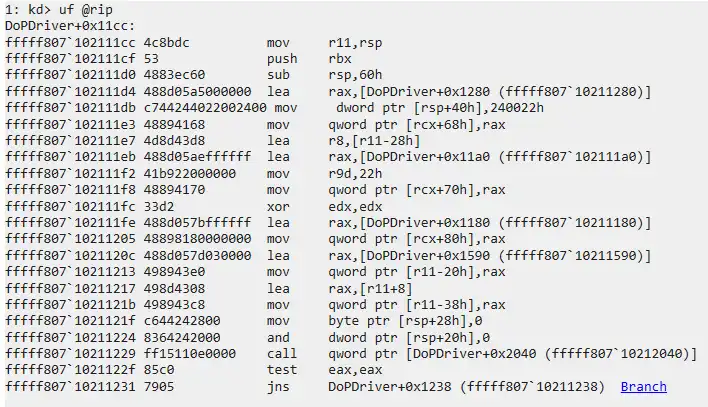 1: kd> uf @rip
DoPDriver+0x11cc:
fffff807`102111cc 4c8bdc          mov     r11,rsp
fffff807`102111cf 53              push    rbx
fffff807`102111d0 4883ec60        sub     rsp,60h
fffff807`102111d4 488d05a5000000  lea     rax,[DoPDriver+0x1280 (fffff807`10211280)]
fffff807`102111db c744244022002400 mov     dword ptr [rsp+40h],240022h
fffff807`102111e3 48894168        mov     qword ptr [rcx+68h],rax
fffff807`102111e7 4d8d43d8        lea     r8,[r11-28h]
fffff807`102111eb 488d05aeffffff  lea     rax,[DoPDriver+0x11a0 (fffff807`102111a0)]
fffff807`102111f2 41b922000000    mov     r9d,22h
fffff807`102111f8 48894170        mov     qword ptr [rcx+70h],rax
fffff807`102111fc 33d2            xor     edx,edx
fffff807`102111fe 488d057bffffff  lea     rax,[DoPDriver+0x1180 (fffff807`10211180)]
fffff807`10211205 48898180000000  mov     qword ptr [rcx+80h],rax
fffff807`1021120c 488d057d030000  lea     rax,[DoPDriver+0x1590 (fffff807`10211590)]
fffff807`10211213 498943e0        mov     qword ptr [r11-20h],rax
fffff807`10211217 498d4308        lea     rax,[r11+8]
fffff807`1021121b 498943c8        mov     qword ptr [r11-38h],rax
fffff807`1021121f c644242800      mov     byte ptr [rsp+28h],0
fffff807`10211224 8364242000      and     dword ptr [rsp+20h],0
fffff807`10211229 ff15110e0000    call    qword ptr [DoPDriver+0x2040 (fffff807`10212040)]
fffff807`1021122f 85c0            test    eax,eax
fffff807`10211231 7905            jns     DoPDriver+0x1238 (fffff807`10211238)  Branch